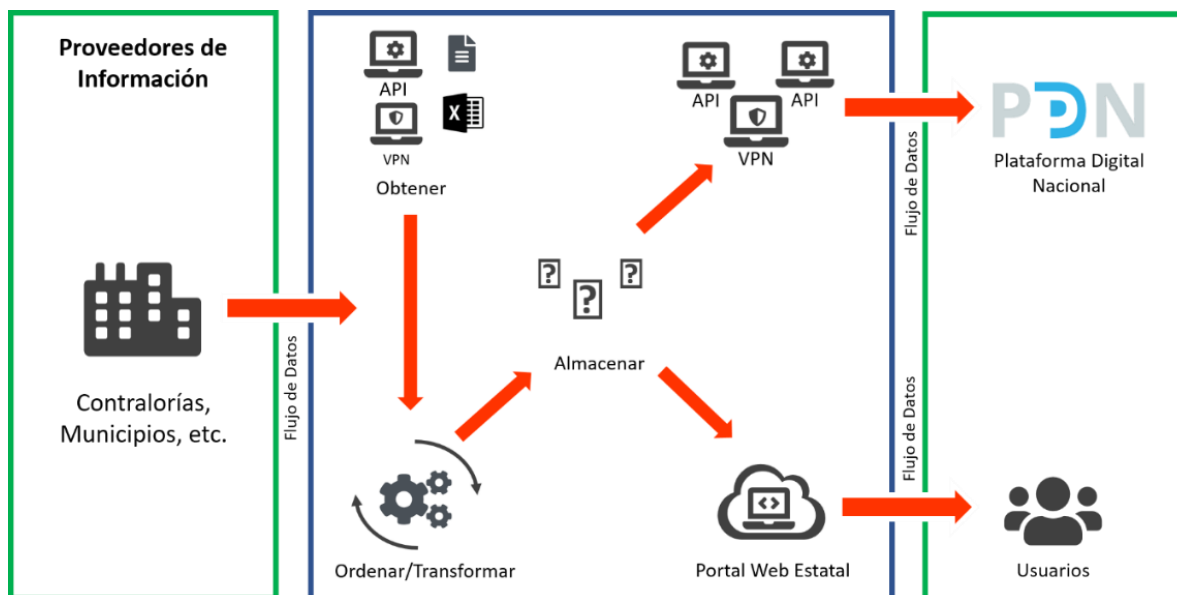 Proveedores de
Información
Contralorías,
Municipios, etc.
Flujo de Datos
API
X
VPN
Obtener
Ordenar/Transformar
? ? ?
Almacenar
API
API
VPN
Portal Web Estatal
Flujo de Datos
Flujo de Datos
PDN
Plataforma Digital
Nacional
Usuarios